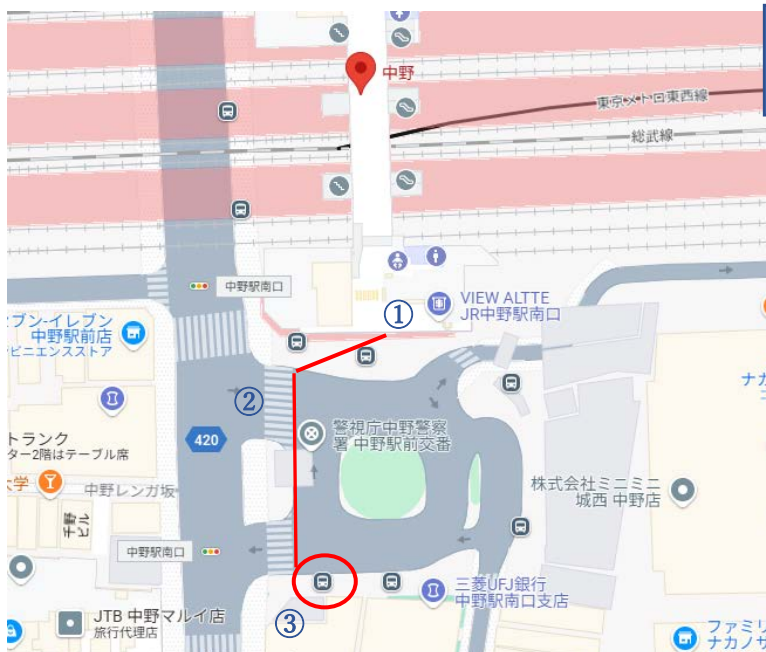 中野
東京メトロ東西線
総武線
中野駅南口
①
VIEW ALTTE
JR中野駅南口
ブン-イレブン
中野駅前店
ビニエンスストア
②
警視庁中野警察
署 中野駅前交番
420
トランク
ター2階はテーブル席
大学
中野レンガ坂
株式会社ミニミニ
城西 中野店
中野駅南口
③
三菱UFJ銀行
中野駅南口支店
JTB 中野マルイ店
旅行代理店
ファミリ
ナカノサ